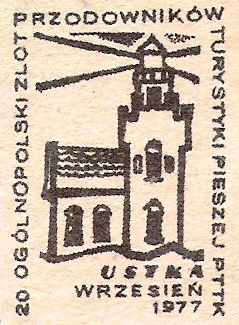 20 OGÓLNOPOLSKI ZLOT
PRZODOWNIKÓW
TURYSTYKI PIESZEJ PTTK
USTKA
WRZESIEŃ
1977